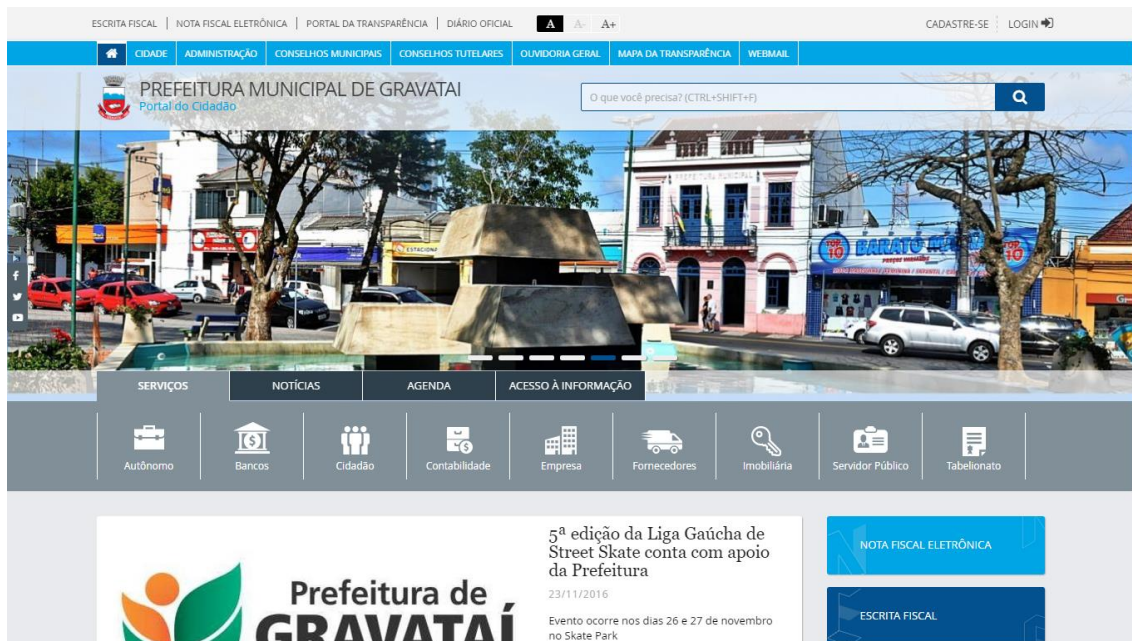 ESCRITA FISCAL | NOTA FISCAL ELETRÔNICA | PORTAL DA TRANSPARÊNCIA | DIÁRIO OFICIAL A A- A+ CADASTRE-SE LOGIN
CIDADE ADMINISTRAÇÃO CONSELHOS MUNICIPAIS CONSELHOS TUTELARES OUVIDORIA GERAL MAPA DA TRANSPARÊNCIA WEBMAIL
PREFEITURA MUNICIPAL DE GRAVATAI
Portal do Cidadão
O que você precisa? (CTRL+SHIFT+F)
PREFEITURA MUNICIPAL
ESTACIONE
TOP 10 BARATO TOP 10
SERVIÇOS NOTÍCIAS AGENDA ACESSO À INFORMAÇÃO
Autônomo Bancos Cidadão Contabilidade Empresa Fornecedores Imobiliária Servidor Público Tabelionato
Prefeitura de
GRAVATAÍ
5ª edição da Liga Gaúcha de
Street Skate conta com apoio
da Prefeitura
23/11/2016
Evento ocorre nos dias 26 e 27 de novembro
no Skate Park
NOTA FISCAL ELETRÔNICA
ESCRITA FISCAL